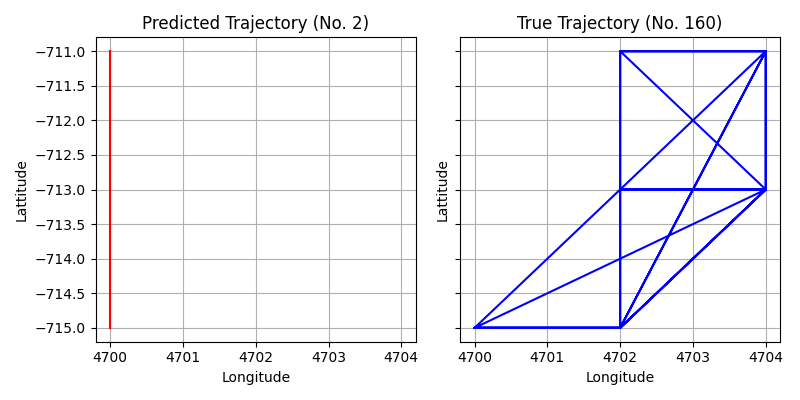 Predicted Trajectory (No. 2)
True Trajectory (No. 160)
Lattitude
−711.0
−711.5
−712.0
−712.5
−713.0
−713.5
−714.0
−714.5
−715.0
4700 4701 4702 4703 4704
Longitude
Lattitude
4700 4701 4702 4703 4704
Longitude